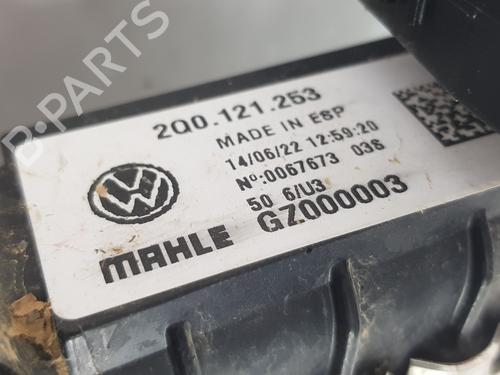 B-PARTS
2Q0.121.253
MADE IN ESP
14/06/22 12:59:20
Nº:0067673 036
50 6/U3
GZ000003
MAHLE